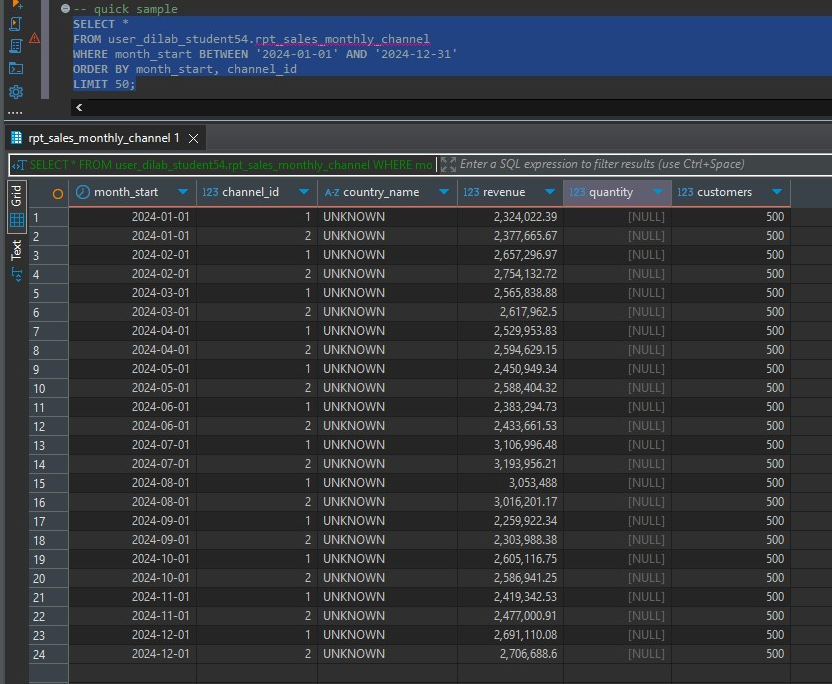 -- quick sample
SELECT *
FROM user_dilab_student54.rpt_sales_monthly_channel
WHERE month_start BETWEEN '2024-01-01' AND '2024-12-31'
ORDER BY month_start, channel_id
LIMIT 50;
rpt_sales_monthly_channel 1
SELECT * FROM user_dilab_student54.rpt_sales_monthly_channel WHERE mo Enter a SQL expression to filter results (use Ctrl+Space)
Grid
Text
month_start 123 channel_id A-Z country_name 123 revenue 123 quantity 123 customers
1 2024-01-01 1 UNKNOWN 2,324,022.39 [NULL] 500
2 2024-01-01 2 UNKNOWN 2,377,665.67 [NULL] 500
3 2024-02-01 1 UNKNOWN 2,657,296.97 [NULL] 500
4 2024-02-01 2 UNKNOWN 2,754,132.72 [NULL] 500
5 2024-03-01 1 UNKNOWN 2,565,838.88 [NULL] 500
6 2024-03-01 2 UNKNOWN 2,617,962.5 [NULL] 500
7 2024-04-01 1 UNKNOWN 2,529,953.83 [NULL] 500
8 2024-04-01 2 UNKNOWN 2,594,629.15 [NULL] 500
9 2024-05-01 1 UNKNOWN 2,450,949.34 [NULL] 500
10 2024-05-01 2 UNKNOWN 2,588,404.32 [NULL] 500
11 2024-06-01 1 UNKNOWN 2,383,294.73 [NULL] 500
12 2024-06-01 2 UNKNOWN 2,433,661.53 [NULL] 500
13 2024-07-01 1 UNKNOWN 3,106,996.48 [NULL] 500
14 2024-07-01 2 UNKNOWN 3,193,956.21 [NULL] 500
15 2024-08-01 1 UNKNOWN 3,053,488 [NULL] 500
16 2024-08-01 2 UNKNOWN 3,016,201.17 [NULL] 500
17 2024-09-01 1 UNKNOWN 2,259,922.34 [NULL] 500
18 2024-09-01 2 UNKNOWN 2,303,988.38 [NULL] 500
19 2024-10-01 1 UNKNOWN 2,605,116.75 [NULL] 500
20 2024-10-01 2 UNKNOWN 2,586,941.25 [NULL] 500
21 2024-11-01 1 UNKNOWN 2,419,342.53 [NULL] 500
22 2024-11-01 2 UNKNOWN 2,477,000.91 [NULL] 500
23 2024-12-01 1 UNKNOWN 2,691,110.08 [NULL] 500
24 2024-12-01 2 UNKNOWN 2,706,688.6 [NULL] 500